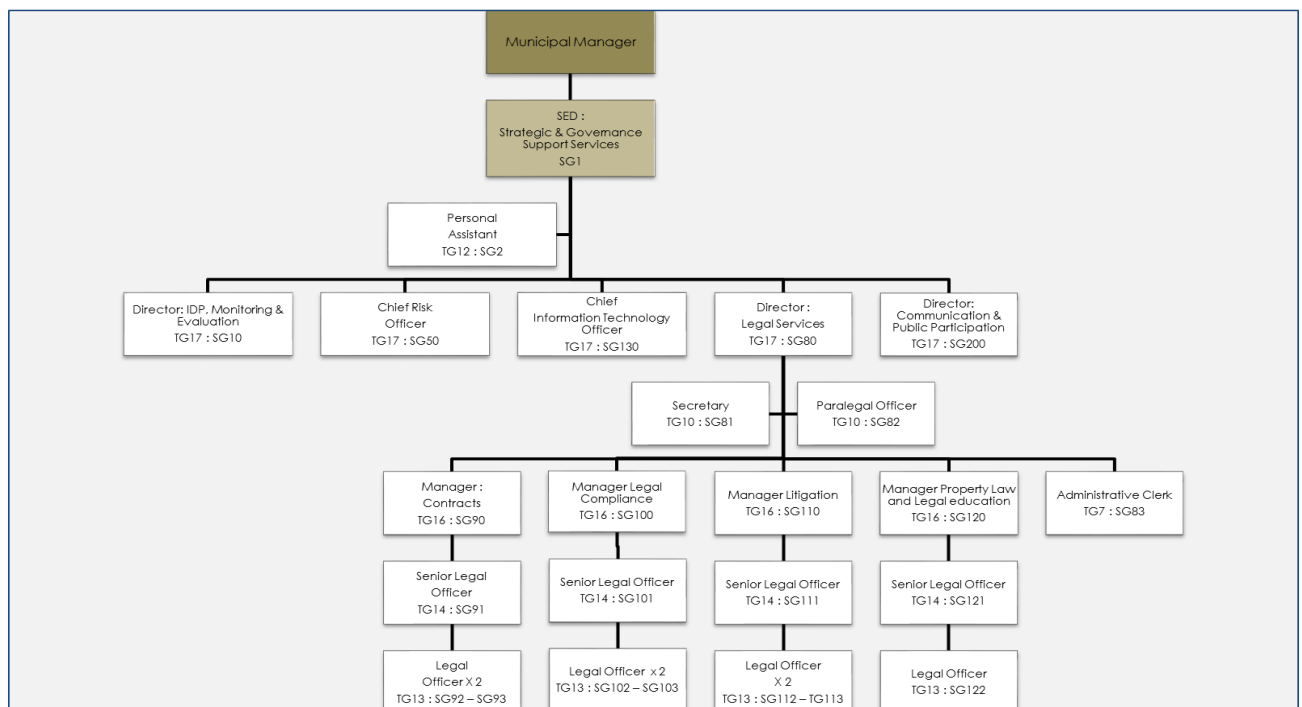 Municipal Manager
SED :
Strategic & Governance
Support Services
SG1
Personal
Assistant
TG12 : SG2
Director: IDP, Monitoring &
Evaluation
TG17 : SG10
Chief Risk
Officer
TG17 : SG50
Chief
Information Technology
Officer
TG17 : SG130
Director :
Legal Services
TG17 : SG80
Director:
Communication &
Public Participation
TG17 : SG200
Secretary
TG10 : SG81
Paralegal Officer
TG10 : SG82
Manager :
Contracts
TG16 : SG90
Manager Legal
Compliance
TG16 : SG100
Manager Litigation
TG16 : SG110
Manager Property Law
and Legal education
TG16 : SG120
Administrative Clerk
TG7 : SG83
Senior Legal
Officer
TG14 : SG91
Senior Legal Officer
TG14 : SG101
Senior Legal Officer
TG14 : SG111
Senior Legal Officer
TG14 : SG121
Legal
Officer X 2
TG13 : SG92 – SG93
Legal Officer x 2
TG13 : SG102 – SG103
Legal Officer
X 2
TG13 : SG112 – TG113
Legal Officer
TG13 : SG122